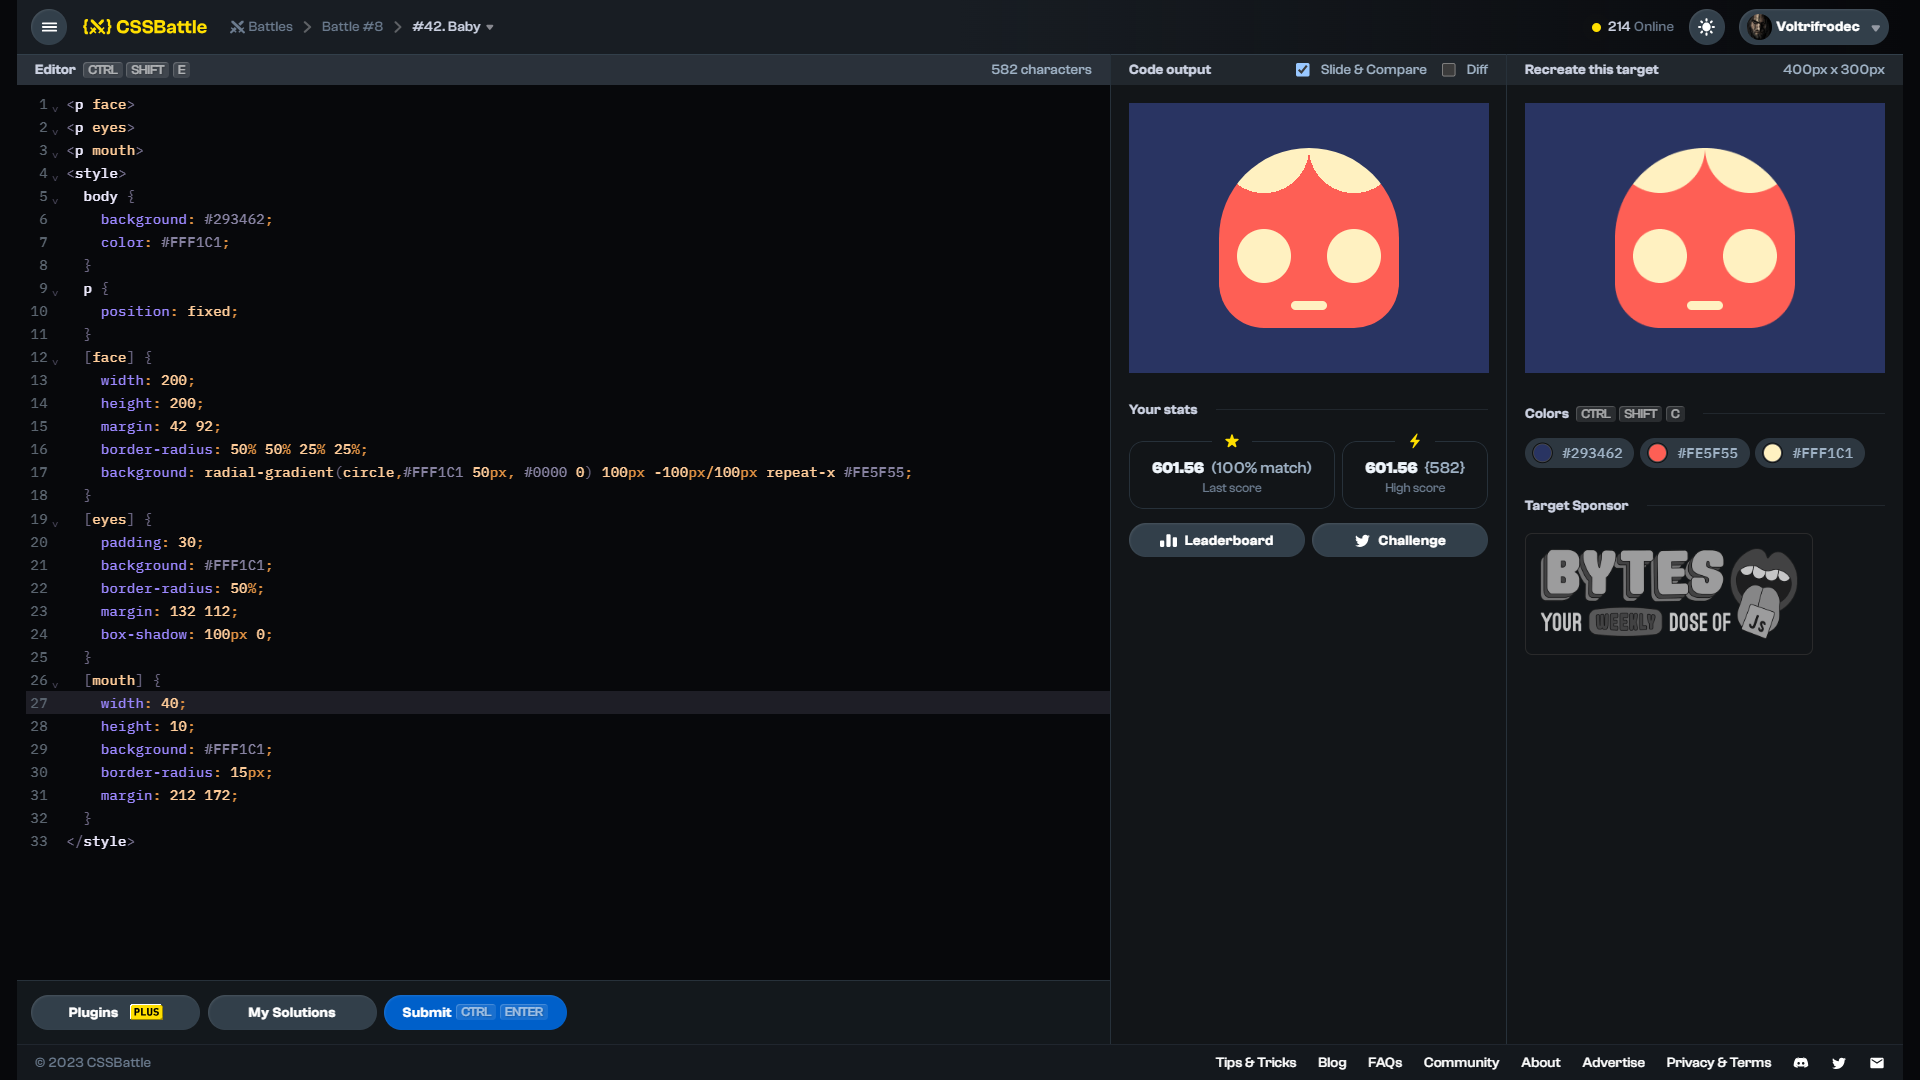 {X} CSSBattle
Battles
Battle #8
#42. Baby
214 Online
Voltrifrodec
Editor CTRL SHIFT E
582 characters
1 <p face>
2 <p eyes>
3 <p mouth>
4 <style>
5 body {
6 background: #293462;
7 color: #FFF1C1;
8 }
9 p {
10 position: fixed;
11 }
12 [face] {
13 width: 200;
14 height: 200;
15 margin: 42 92;
16 border-radius: 50% 50% 25% 25%;
17 background: radial-gradient(circle,#FFF1C1 50px, #0000 0) 100px -100px/100px repeat-x #FE5F55;
18 }
19 [eyes] {
20 padding: 30;
21 background: #FFF1C1;
22 border-radius: 50%;
23 margin: 132 112;
24 box-shadow: 100px 0;
25 }
26 [mouth] {
27 width: 40;
28 height: 10;
29 background: #FFF1C1;
30 border-radius: 15px;
31 margin: 212 172;
32 }
33 </style>
Plugins PLUS
My Solutions
Submit CTRL ENTER
Code output
Slide & Compare
Diff
Your stats
601.56 (100% match)
Last score
601.56 {582}
High score
Leaderboard
Challenge
Recreate this target
400px x 300px
Colors CTRL SHIFT C
#293462
#FE5F55
#FFF1C1
Target Sponsor
BYTES
YOUR WEEKLY DOSE OF JS
© 2023 CSSBattle
Tips & Tricks
Blog
FAQs
Community
About
Advertise
Privacy & Terms